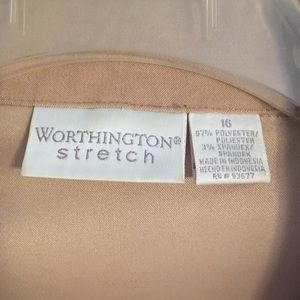 WORTHINGTON®
stretch
16
97% POLYESTER/
POLIESTER
3% SPANDEX/
SPANDEX
MADE IN INDONESIA
HECHO EN INDONESIA
RN# 93677